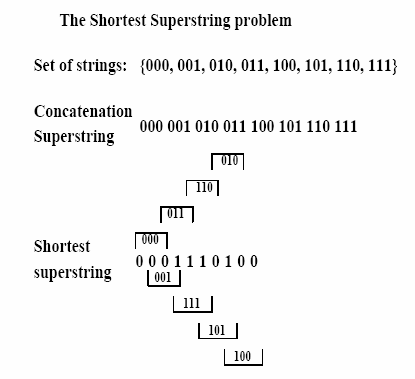 The Shortest Superstring problem
Set of strings: {000, 001, 010, 011, 100, 101, 110, 111}
Concatenation
Superstring
000 001 010 011 100 101 110 111
010
110
011
000
Shortest
superstring
0 0 0 1 1 1 0 1 0 0
001
111
101
100